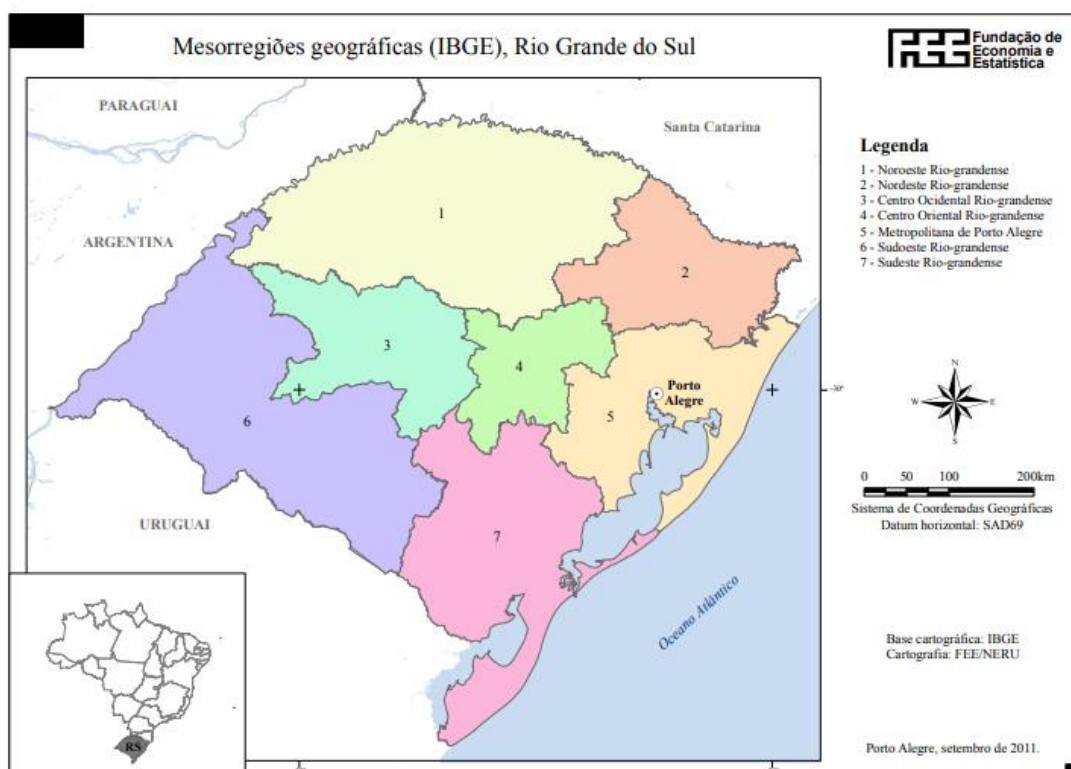 Mesorregiões geográficas (IBGE), Rio Grande do Sul
FEE
Fundação de
Economia e
Estatística
PARAGUAI
Santa Catarina
ARGENTINA
URUGUAI
1
2
3
4
5
6
7
Porto
Alegre
-30°
Oceano Atlântico
RS
Legenda
1 - Noroeste Rio-grandense
2 - Nordeste Rio-grandense
3 - Centro Ocidental Rio-grandense
4 - Centro Oriental Rio-grandense
5 - Metropolitana de Porto Alegre
6 - Sudoeste Rio-grandense
7 - Sudeste Rio-grandense
N
W E
S
0 50 100 200km
Sistema de Coordenadas Geográficas
Datum horizontal: SAD69
Base cartográfica: IBGE
Cartografia: FEE/NERU
Porto Alegre, setembro de 2011.